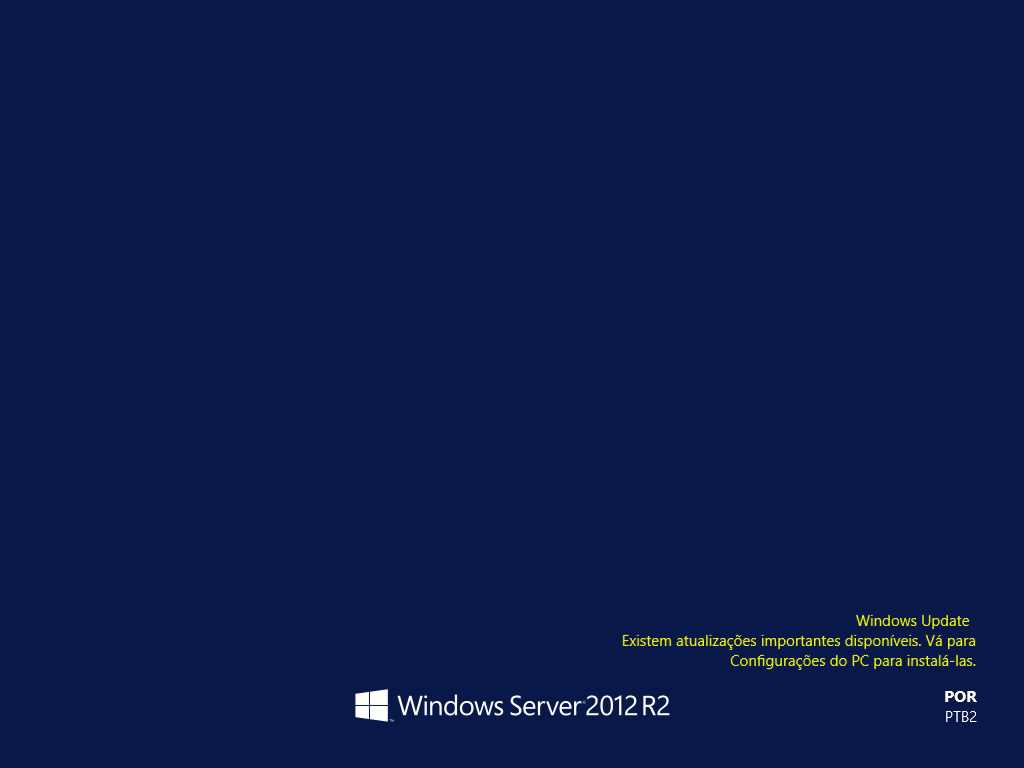 Windows Update
Existem atualizações importantes disponíveis. Vá para
Configurações do PC para instalá-las.
Windows Server 2012 R2
POR
PTB2